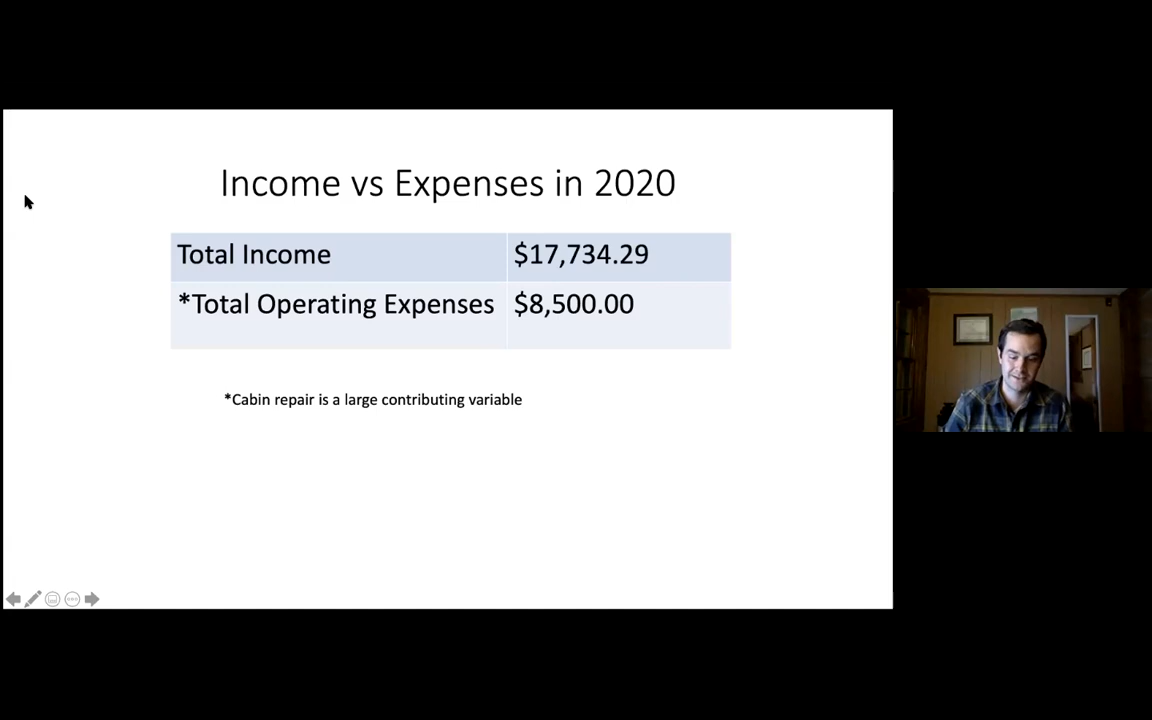 Income vs Expenses in 2020
Total Income $17,734.29
*Total Operating Expenses $8,500.00
*Cabin repair is a large contributing variable